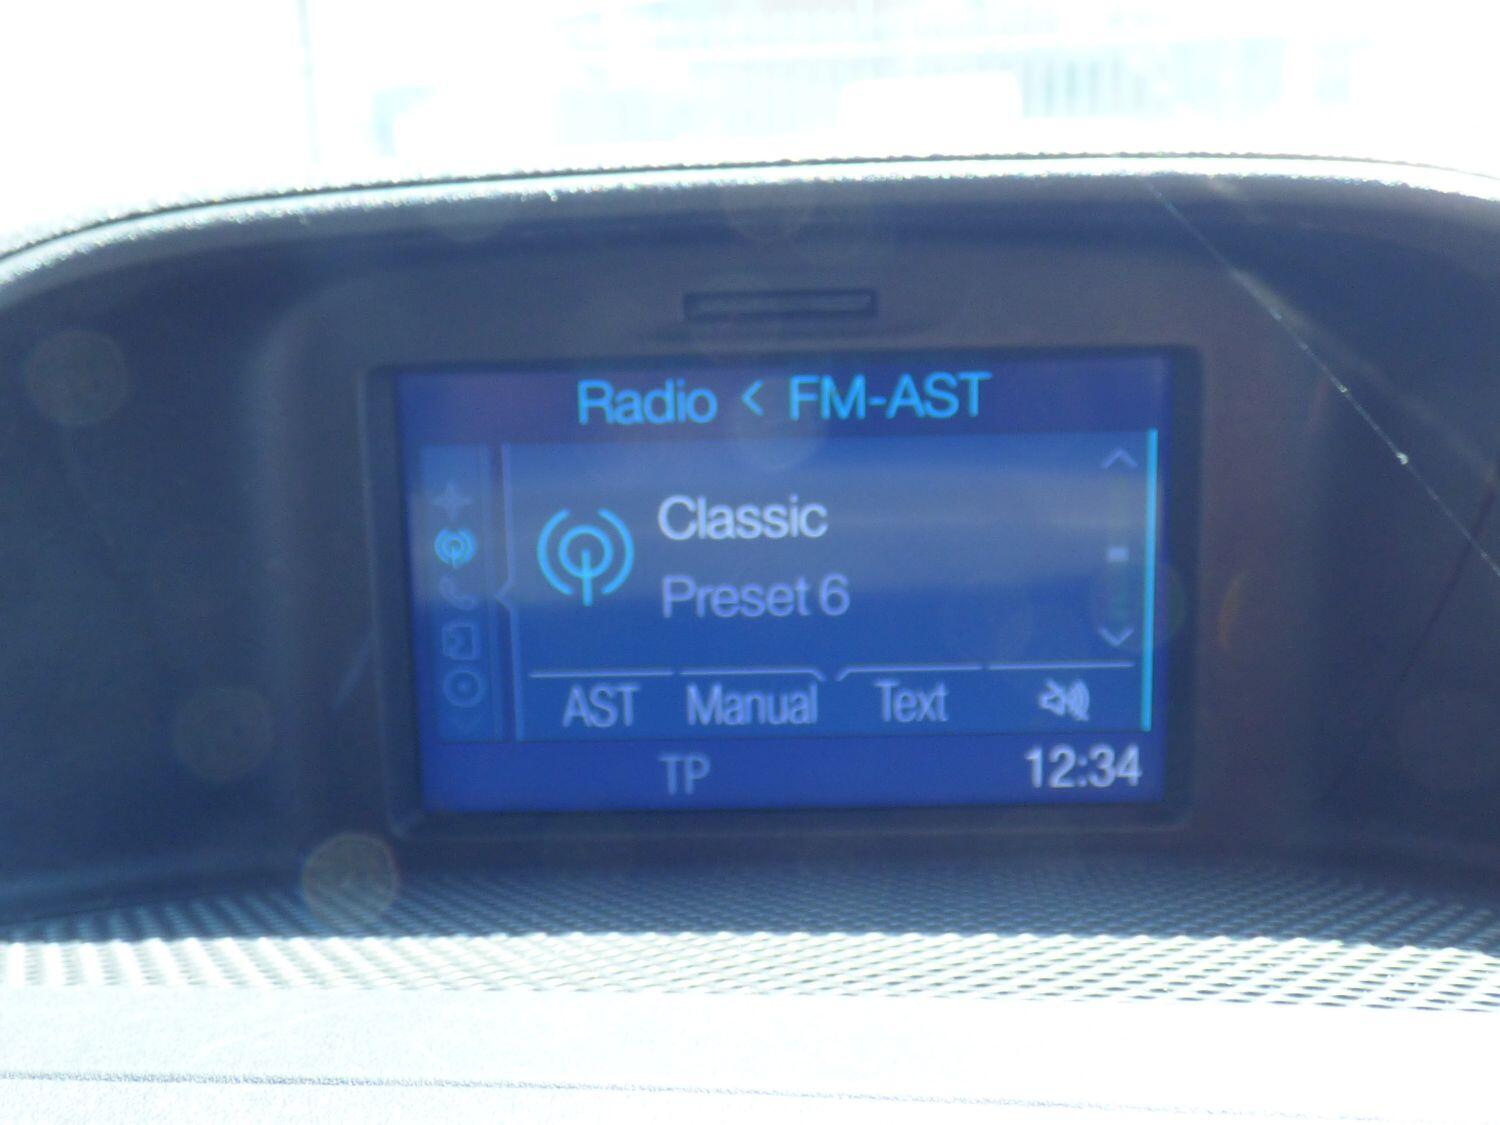 Radio < FM-AST
Classic
Preset 6
AST Manual Text
TP 12:34